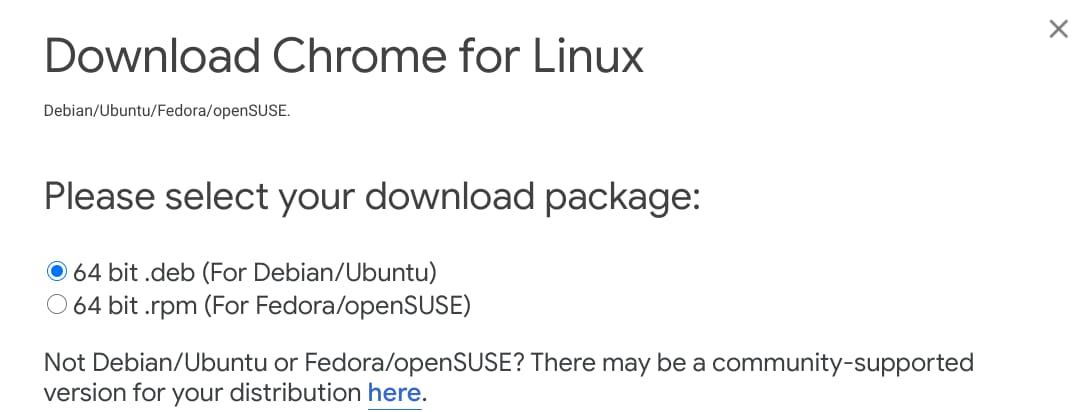 Download Chrome for Linux
Debian/Ubuntu/Fedora/openSUSE.
Please select your download package:
64 bit .deb (For Debian/Ubuntu)
64 bit .rpm (For Fedora/openSUSE)
Not Debian/Ubuntu or Fedora/openSUSE? There may be a community-supported
version for your distribution here.